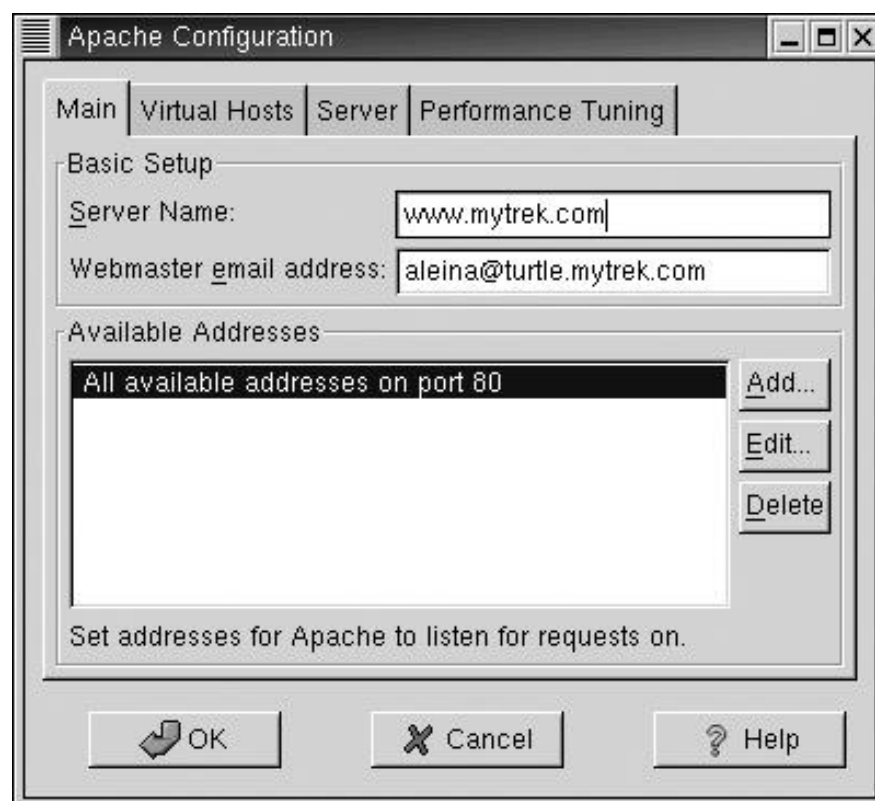 Apache Configuration
Main Virtual Hosts Server Performance Tuning
Basic Setup
Server Name: www.mytrek.com
Webmaster email address: aleina@turtle.mytrek.com
Available Addresses
All available addresses on port 80
Add...
Edit...
Delete
Set addresses for Apache to listen for requests on.
OK Cancel Help